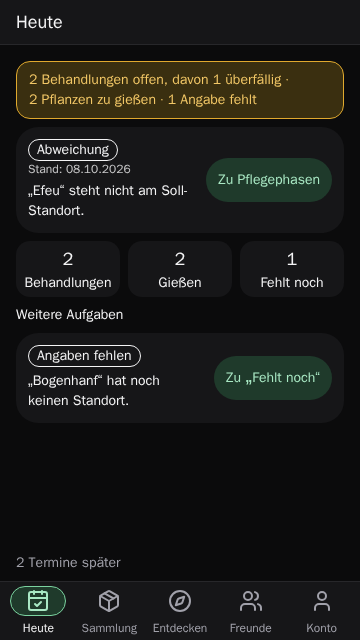 Heute
2 Behandlungen offen, davon 1 überfällig ·
2 Pflanzen zu gießen · 1 Angabe fehlt
Abweichung
Stand: 08.10.2026
„Efeu“ steht nicht am Soll-
Standort.
Zu Pflegephasen
2
Behandlungen
2
Gießen
1
Fehlt noch
Weitere Aufgaben
Angaben fehlen
„Bogenhanf“ hat noch
keinen Standort.
Zu „Fehlt noch“
2 Termine später
Heute
Sammlung
Entdecken
Freunde
Konto